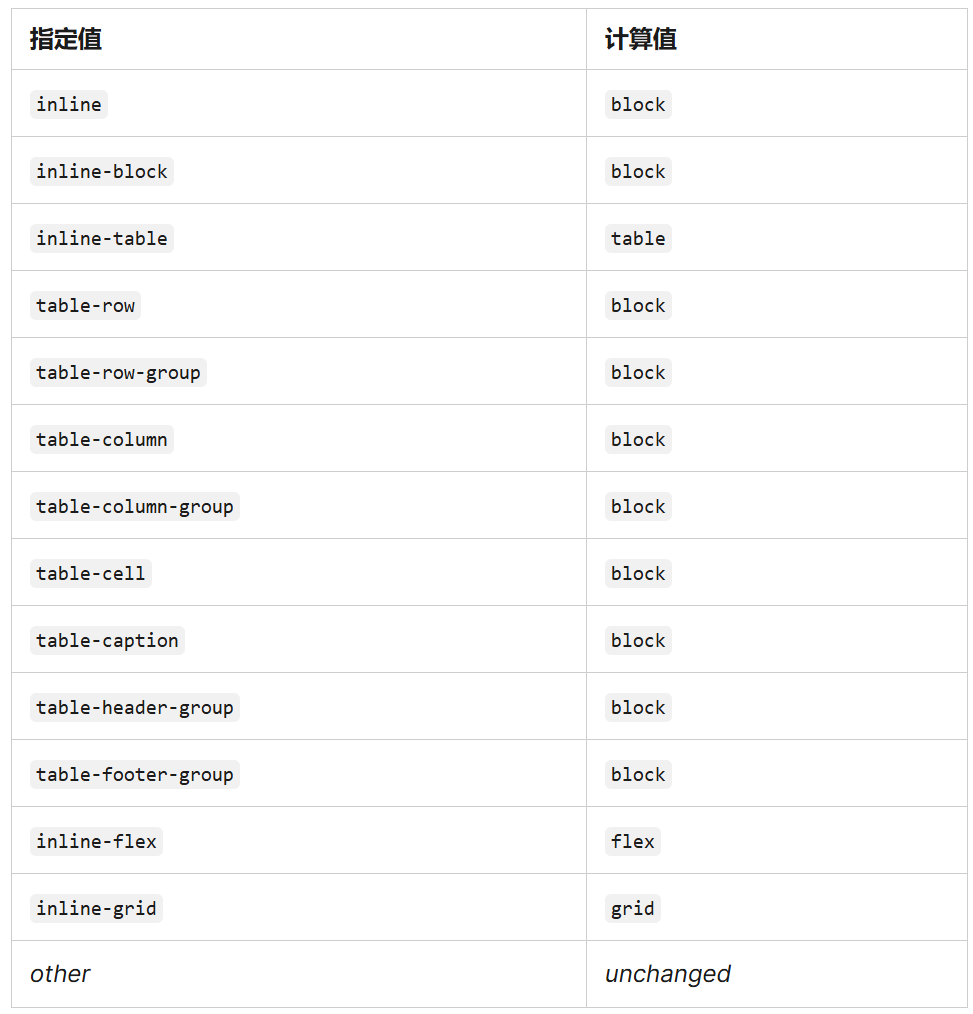 指定值 计算值
inline block
inline-block block
inline-table table
table-row block
table-row-group block
table-column block
table-column-group block
table-cell block
table-caption block
table-header-group block
table-footer-group block
inline-flex flex
inline-grid grid
other unchanged